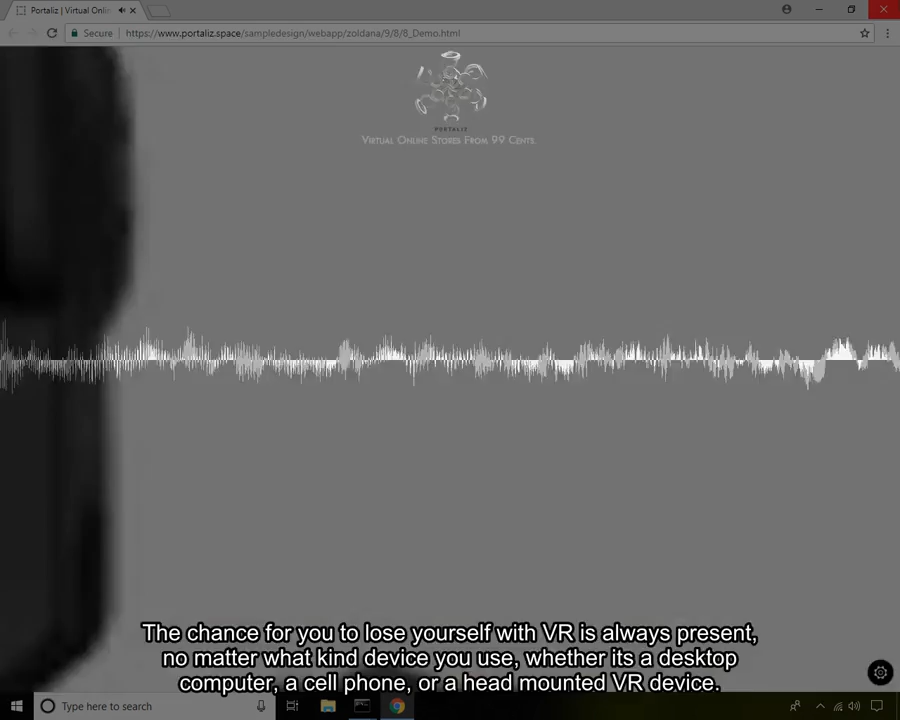 Portaliz | Virtual Onlin
Secure
https://www.portaliz.space/sampledesign/webapp/zoldana/9/8/8_Demo.html
PORTALIZ
Virtual Online Stores From 99 Cents.
The chance for you to lose yourself with VR is always present,
no matter what kind device you use, whether its a desktop
computer, a cell phone, or a head mounted VR device.
Type here to search